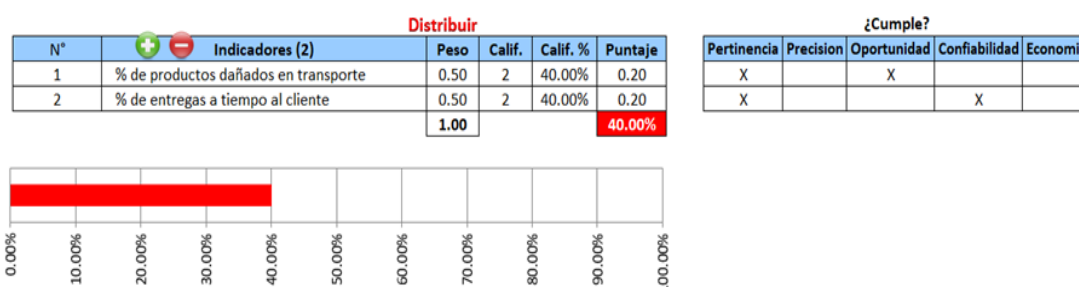 Distribuir
¿Cumple?
N° Indicadores (2) Peso Calif. Calif. % Puntaje Pertinencia Precision Oportunidad Confiabilidad Economi
1 % de productos dañados en transporte 0.50 2 40.00% 0.20 X X
2 % de entregas a tiempo al cliente 0.50 2 40.00% 0.20 X X
1.00 40.00%
0.00% 10.00% 20.00% 30.00% 40.00% 50.00% 60.00% 70.00% 80.00% 90.00% 00.00%